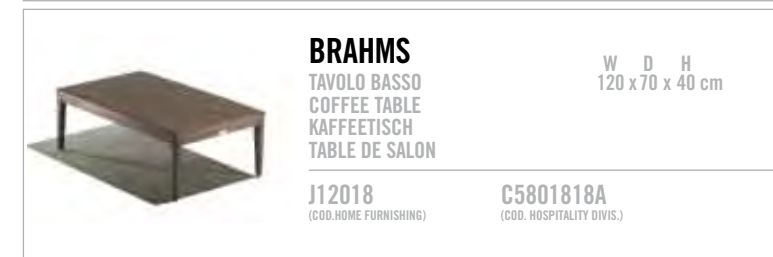 BRAHMS
TAVOLO BASSO
COFFEE TABLE
KAFFEETISCH
TABLE DE SALON
W D H
120 x 70 x 40 cm
J12018
(COD.HOME FURNISHING)
C5801818A
(COD. HOSPITALITY DIVIS.)